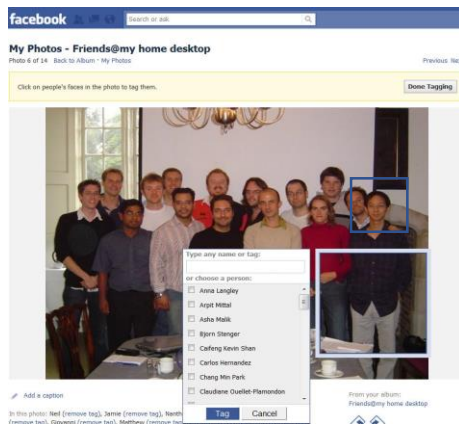 facebook
Search or ask
My Photos - Friends@my home desktop
Photo 6 of 14 Back to Album · My Photos
Previous
Click on people's faces in the photo to tag them.
Done Tagging
Type any name or tag:
or choose a person:
Anna Langley
Arpit Mittal
Asha Malik
Bjorn Stenger
Caifeng Kevin Shan
Carlos Hernandez
Chang Min Park
Claudiane Ouellet-Plamondon
Tag Cancel
Add a caption
From your album:
Friends@my home desktop
In this photo: Neil (remove tag), Jamie (remove tag),
(remove tag), Giovanni (remove tag), Matthew (remove tag)